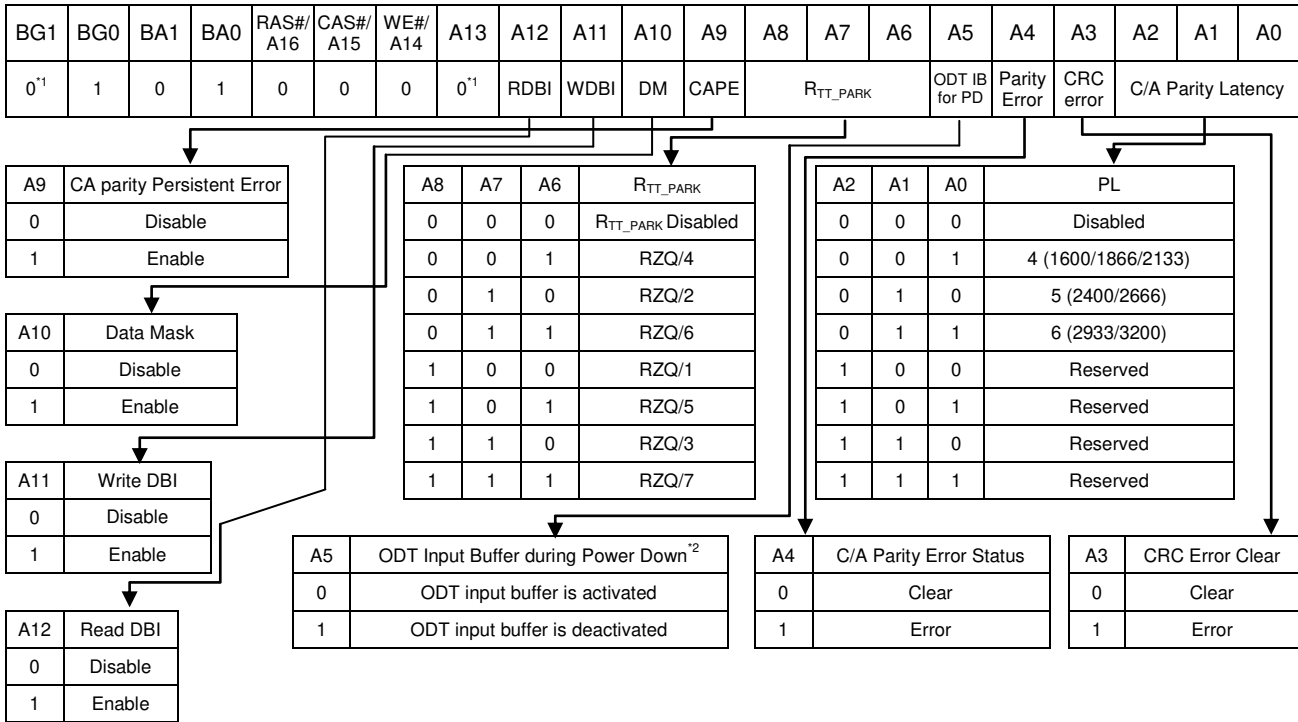 BG1 BG0 BA1 BA0 RAS#/A16 CAS#/A15 WE#/A14 A13 A12 A11 A10 A9 A8 A7 A6 A5 A4 A3 A2 A1 A0
0*1 1 0 1 0 0 0 0*1 RDBI WDBI DM CAPE RTT_PARK ODT IB for PD Parity Error CRC error C/A Parity Latency
A9 CA parity Persistent Error
0 Disable
1 Enable
A10 Data Mask
0 Disable
1 Enable
A11 Write DBI
0 Disable
1 Enable
A12 Read DBI
0 Disable
1 Enable
A8 A7 A6 RTT_PARK
0 0 0 RTT_PARK Disabled
0 0 1 RZQ/4
0 1 0 RZQ/2
0 1 1 RZQ/6
1 0 0 RZQ/1
1 0 1 RZQ/5
1 1 0 RZQ/3
1 1 1 RZQ/7
A2 A1 A0 PL
0 0 0 Disabled
0 0 1 4 (1600/1866/2133)
0 1 0 5 (2400/2666)
0 1 1 6 (2933/3200)
1 0 0 Reserved
1 0 1 Reserved
1 1 0 Reserved
1 1 1 Reserved
A5 ODT Input Buffer during Power Down*2
0 ODT input buffer is activated
1 ODT input buffer is deactivated
A4 C/A Parity Error Status
0 Clear
1 Error
A3 CRC Error Clear
0 Clear
1 Error